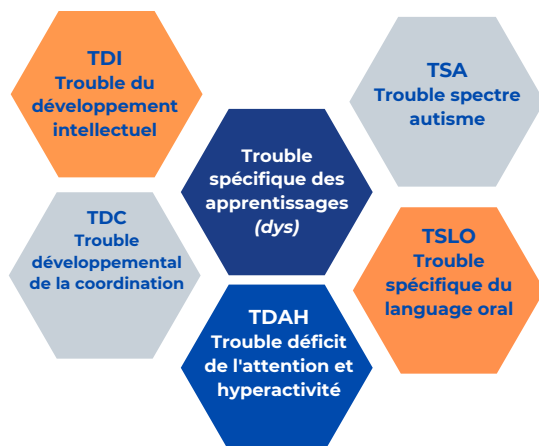 TDI
Trouble du
développement
intellectuel
TSA
Trouble spectre
autisme
Trouble
spécifique des
apprentissages
(dys)
TDC
Trouble
développemental
de la coordination
TSLO
Trouble
spécifique du
language oral
TDAH
Trouble déficit
de l'attention et
hyperactivité